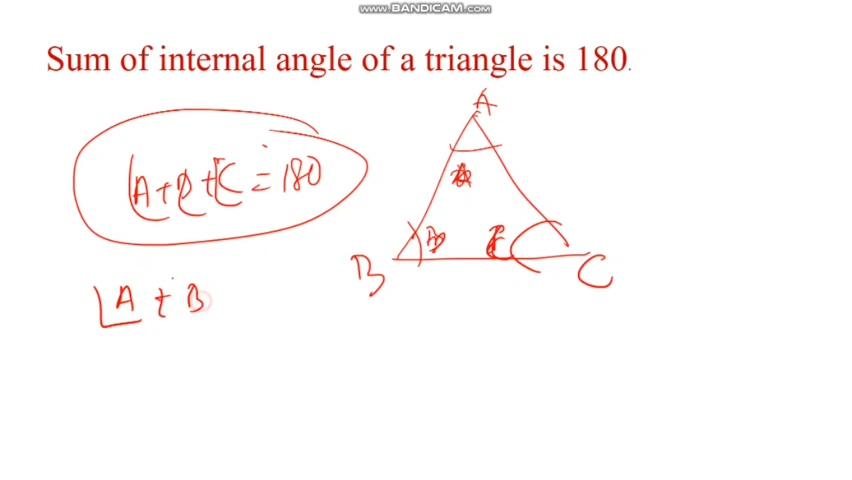 www.BANDICAM.com
Sum of internal angle of a triangle is 180.
A
∠A + ∠B + ∠C = 180
B
C
∠A + B